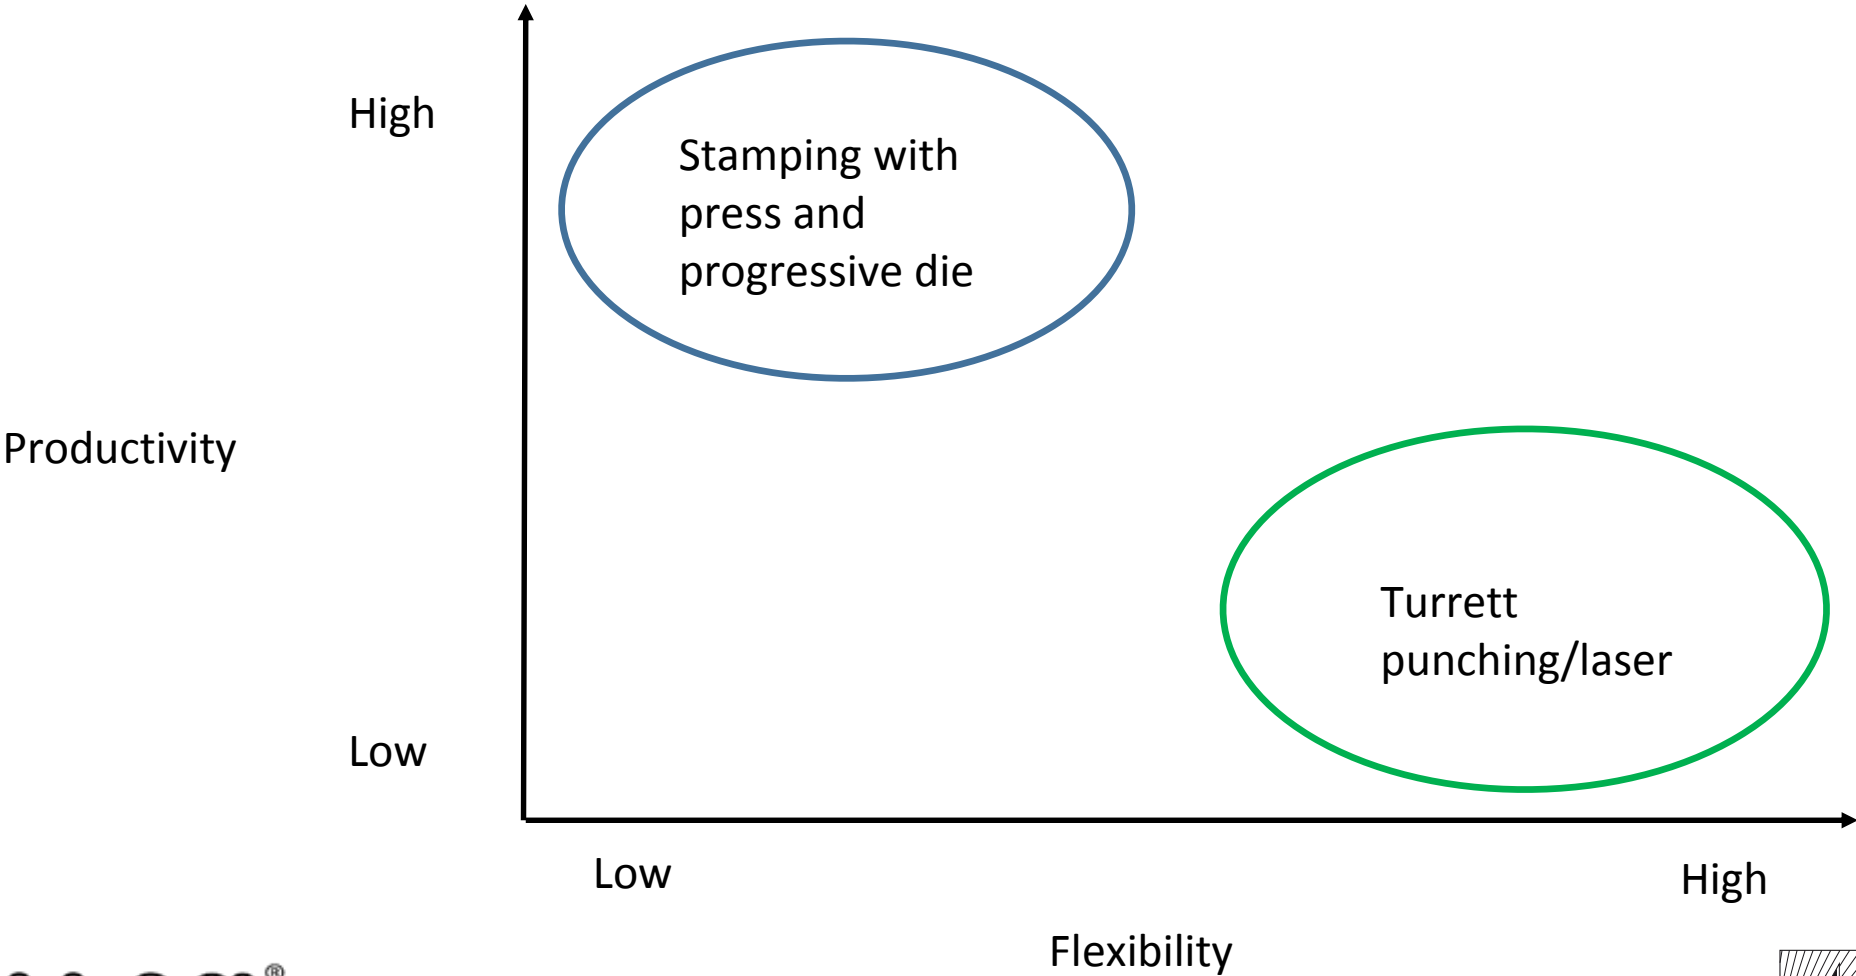 High
Stamping with
press and
progressive die
Productivity
Turrett
punching/laser
Low
Low
High
Flexibility
®